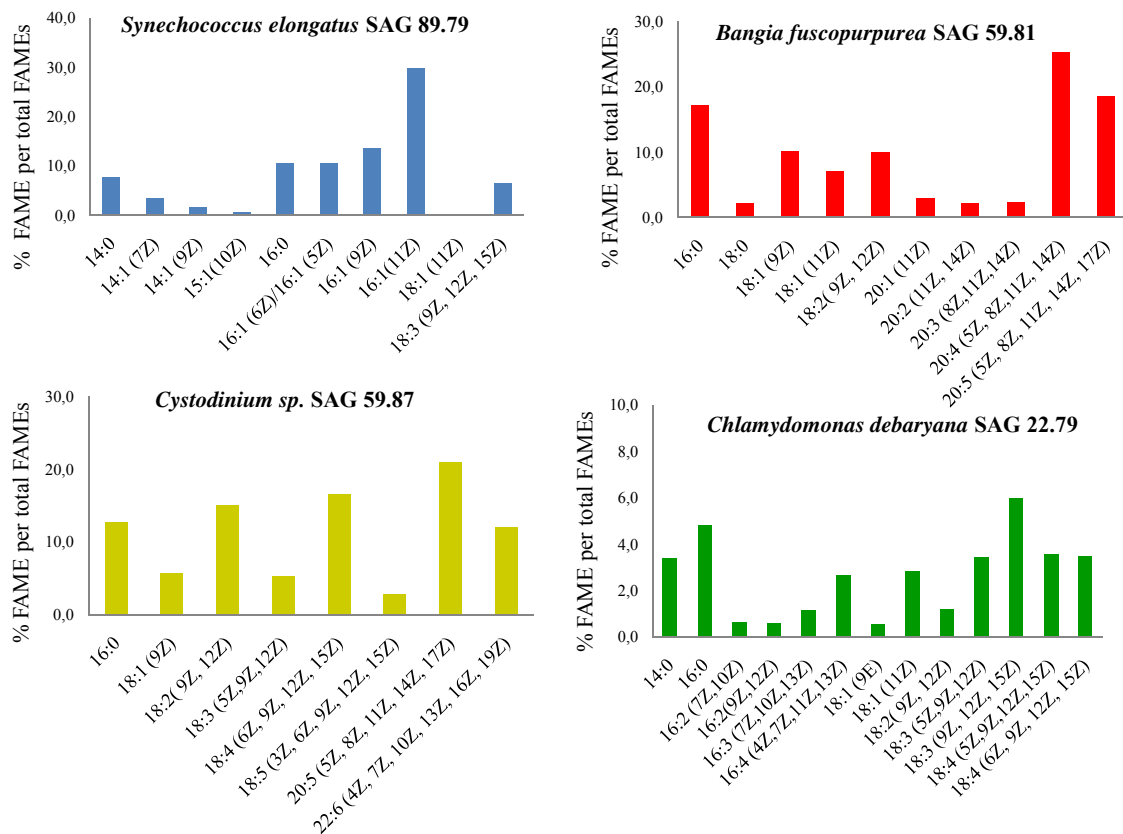 Synechococcus elongatus SAG 89.79
% FAME per total FAMEs
40,0
30,0
20,0
10,0
0,0
14:0
14:1 (7Z)
14:1 (9Z)
15:1(10Z)
16:0
16:1 (6Z)/16:1 (5Z)
16:1 (9Z)
16:1(11Z)
18:1 (11Z)
18:3 (9Z, 12Z, 15Z)
Bangia fuscopurpurea SAG 59.81
% FAME per total FAMEs
30,0
20,0
10,0
0,0
16:0
18:0
18:1 (9Z)
18:1 (11Z)
18:2( 9Z, 12Z)
20:1 (11Z)
20:2 (11Z, 14Z)
20:3 (8Z,11Z,14Z)
20:4 (5Z, 8Z,11Z, 14Z)
20:5 (5Z, 8Z, 11Z, 14Z, 17Z)
Cystodinium sp. SAG 59.87
% FAME per total FAMEs
30,0
20,0
10,0
0,0
16:0
18:1 (9Z)
18:2( 9Z, 12Z)
18:3 (5Z,9Z,12Z)
18:4 (6Z, 9Z, 12Z, 15Z)
18:5 (3Z, 6Z, 9Z, 12Z, 15Z)
20:5 (5Z, 8Z, 11Z, 14Z, 17Z)
22:6 (4Z, 7Z, 10Z, 13Z, 16Z, 19Z)
Chlamydomonas debaryana SAG 22.79
% FAME per total FAMEs
10,0
8,0
6,0
4,0
2,0
0,0
14:0
16:0
16:2 (7Z,10Z)
16:2(9Z,12Z)
16:3 (7Z,10Z,13Z)
16:4 (4Z,7Z,11Z,13Z)
18:1 (9E)
18:1 (11Z)
18:2( 9Z, 12Z)
18:3 (5Z,9Z,12Z)
18:3 (9Z, 12Z, 15Z)
18:4 (5Z,9Z,12Z,15Z)
18:4 (6Z, 9Z, 12Z, 15Z)